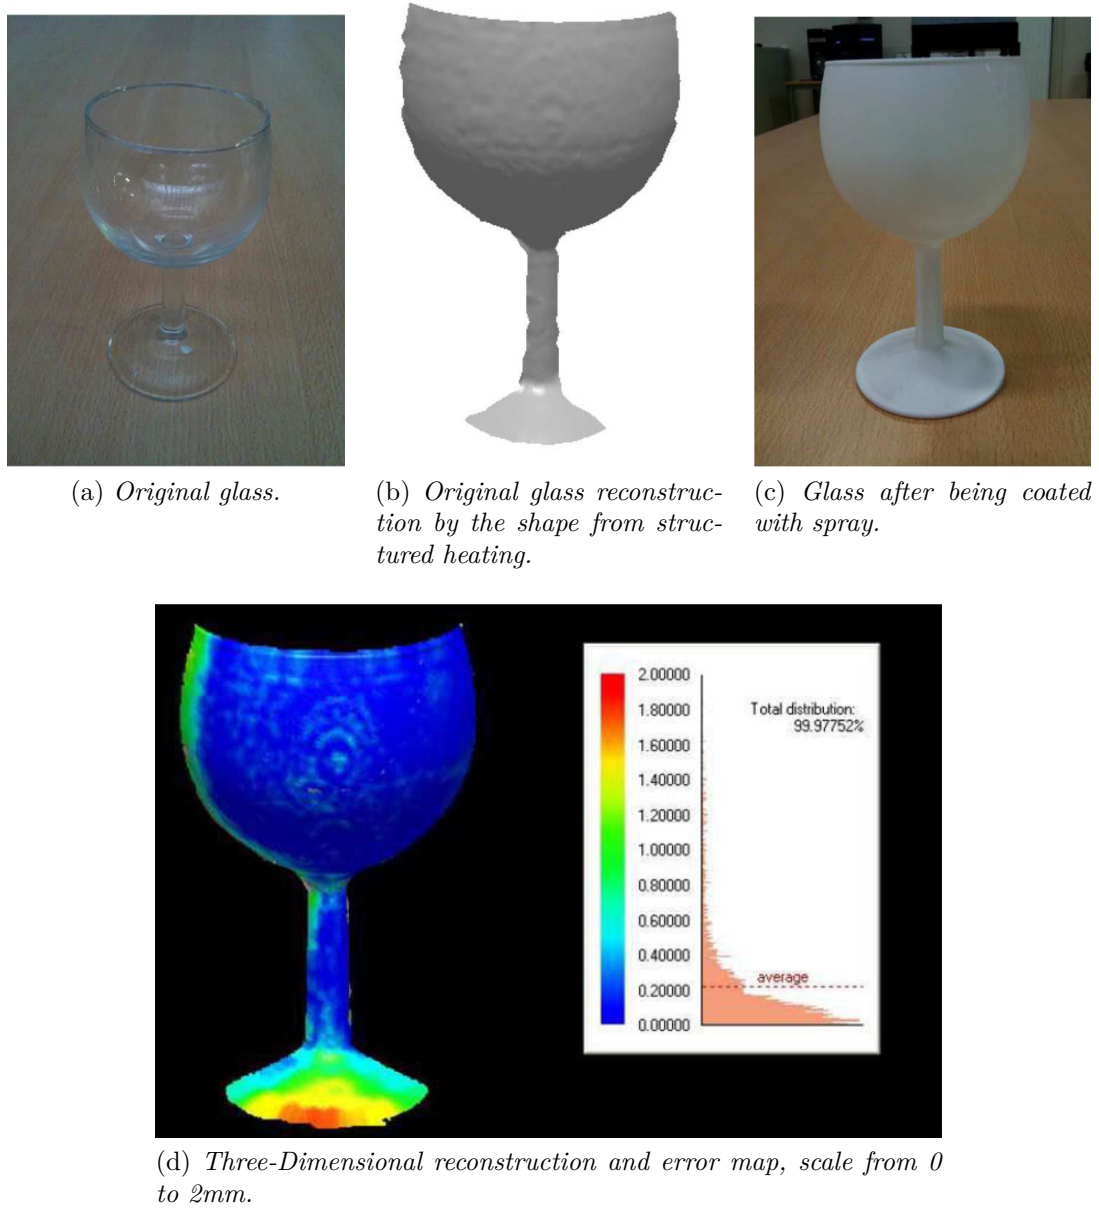 (a) Original glass.
(b) Original glass reconstruc-
tion by the shape from struc-
tured heating.
(c) Glass after being coated
with spray.
2.00000
1.80000
1.60000
1.40000
1.20000
1.00000
0.80000
0.60000
0.40000
0.20000
0.00000
Total distribution:
99.97752%
average
(d) Three-Dimensional reconstruction and error map, scale from 0
to 2mm.